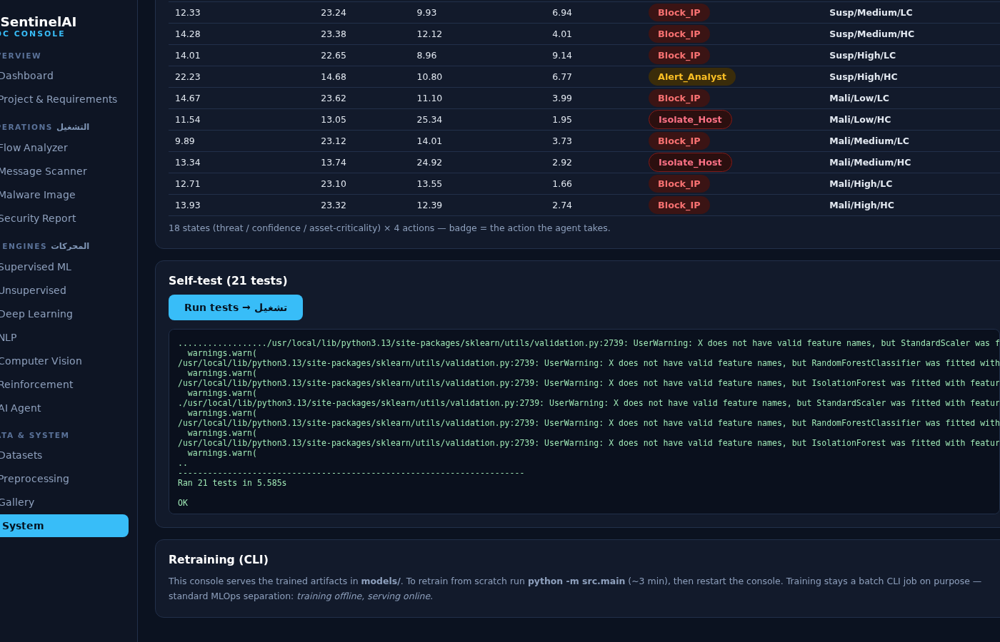 SentinelAI
OC CONSOLE
VERVIEW
Dashboard
Project & Requirements
PERATIONS التشغيل
Flow Analyzer
Message Scanner
Malware Image
Security Report
ENGINES المحركات
Supervised ML
Unsupervised
Deep Learning
NLP
Computer Vision
Reinforcement
AI Agent
ATA & SYSTEM
Datasets
Preprocessing
Gallery
System
12.33 23.24 9.93 6.94 Block_IP Susp/Medium/LC
14.28 23.38 12.12 4.01 Block_IP Susp/Medium/HC
14.01 22.65 8.96 9.14 Block_IP Susp/High/LC
22.23 14.68 10.80 6.77 Alert_Analyst Susp/High/HC
14.67 23.62 11.10 3.99 Block_IP Mali/Low/LC
11.54 13.05 25.34 1.95 Isolate_Host Mali/Low/HC
9.89 23.12 14.01 3.73 Block_IP Mali/Medium/LC
13.34 13.74 24.92 2.92 Isolate_Host Mali/Medium/HC
12.71 23.10 13.55 1.66 Block_IP Mali/High/LC
13.93 23.32 12.39 2.74 Block_IP Mali/High/HC
18 states (threat / confidence / asset-criticality) × 4 actions — badge = the action the agent takes.
Self-test (21 tests)
Run tests → تشغيل
................../usr/local/lib/python3.13/site-packages/sklearn/utils/validation.py:2739: UserWarning: X does not have valid feature names, but StandardScaler was f
warnings.warn(
/usr/local/lib/python3.13/site-packages/sklearn/utils/validation.py:2739: UserWarning: X does not have valid feature names, but RandomForestClassifier was fitted with
warnings.warn(
/usr/local/lib/python3.13/site-packages/sklearn/utils/validation.py:2739: UserWarning: X does not have valid feature names, but IsolationForest was fitted with featur
warnings.warn(
./usr/local/lib/python3.13/site-packages/sklearn/utils/validation.py:2739: UserWarning: X does not have valid feature names, but StandardScaler was fitted with featur
warnings.warn(
/usr/local/lib/python3.13/site-packages/sklearn/utils/validation.py:2739: UserWarning: X does not have valid feature names, but RandomForestClassifier was fitted with
warnings.warn(
/usr/local/lib/python3.13/site-packages/sklearn/utils/validation.py:2739: UserWarning: X does not have valid feature names, but IsolationForest was fitted with featur
warnings.warn(
..
----------------------------------------------------------------------
Ran 21 tests in 5.585s
OK
Retraining (CLI)
This console serves the trained artifacts in models/. To retrain from scratch run python -m src.main (~3 min), then restart the console. Training stays a batch CLI job on purpose —
standard MLOps separation: training offline, serving online.